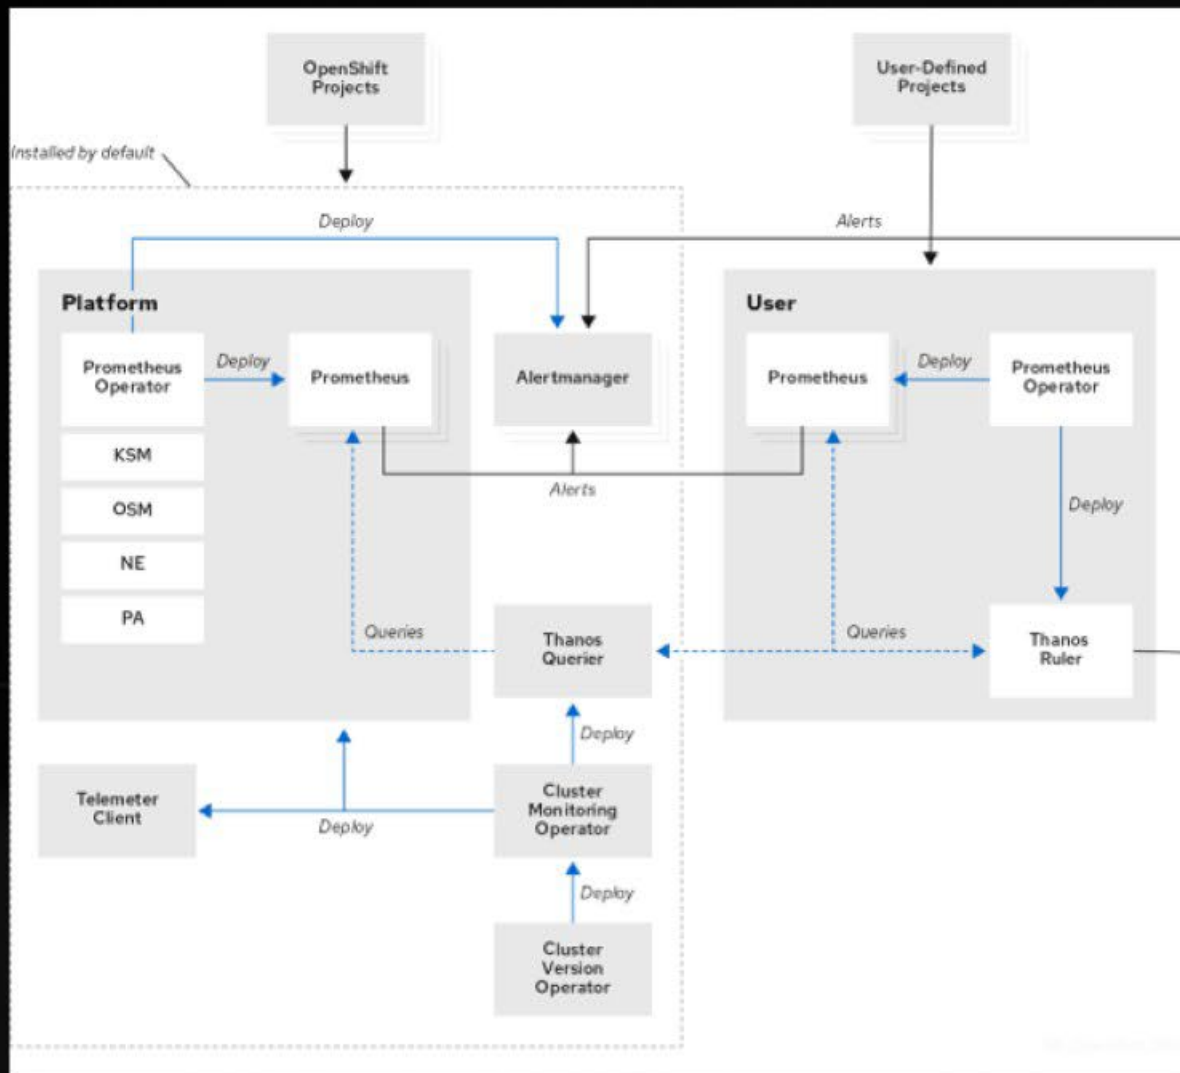 OpenShift
Projects
User-Defined
Projects
Installed by default
Deploy
Alerts
Platform
User
Prometheus
Operator
Deploy
Prometheus
Alertmanager
Prometheus
Deploy
Prometheus
Operator
KSM
OSM
NE
PA
Alerts
Deploy
Queries
Thanos
Querier
Queries
Thanos
Ruler
Deploy
Telemeter
Client
Deploy
Cluster
Monitoring
Operator
Deploy
Cluster
Version
Operator